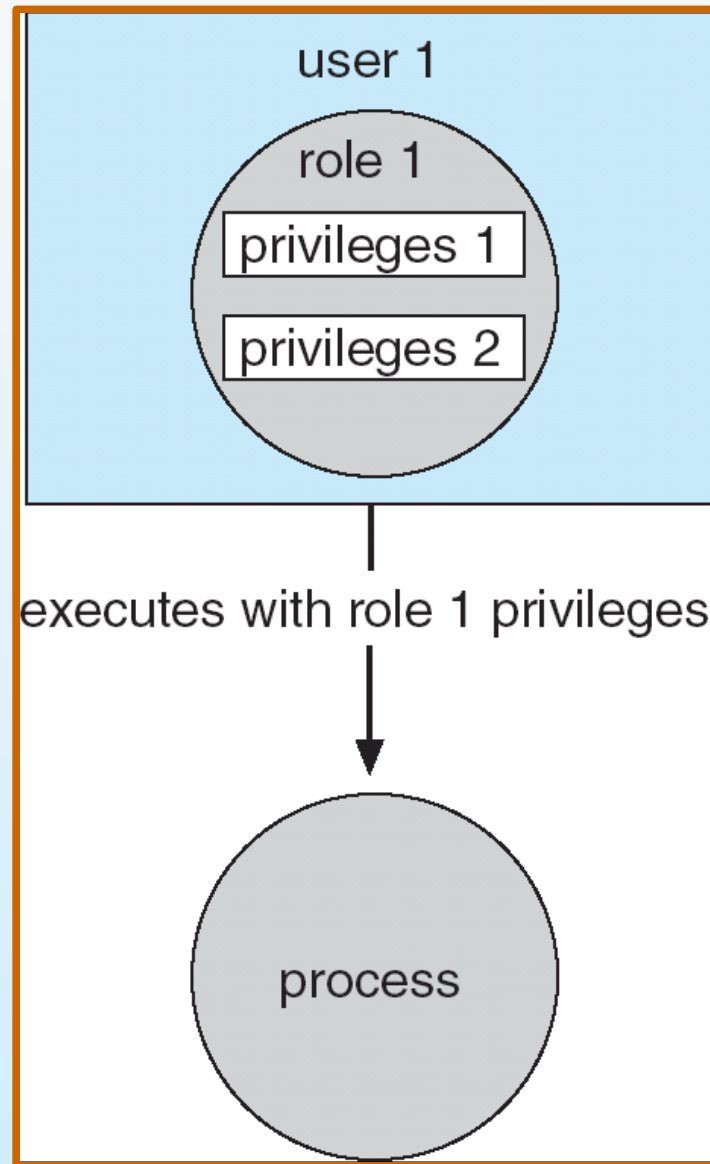 user 1
role 1
privileges 1
privileges 2
executes with role 1 privileges
process